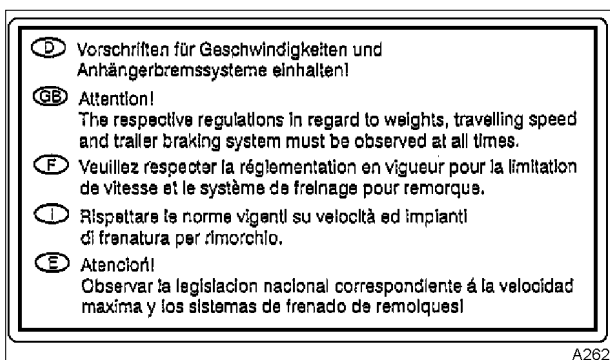 D Vorschriften für Geschwindigkeiten und
Anhängerbremssysteme einhalten!
GB Attention!
The respective regulations in regard to weights, travelling speed
and trailer braking system must be observed at all times.
F Veuillez respecter la réglementation en vigueur pour la limitation
de vitesse et le système de freinage pour remorque.
I Rispettare le norme vigenti su velocità ed impianti
di frenatura per rimorchio.
E Atención!
Observar la legislacion nacional correspondiente á la velocidad
maxima y los sistemas de frenado de remolques!
A262